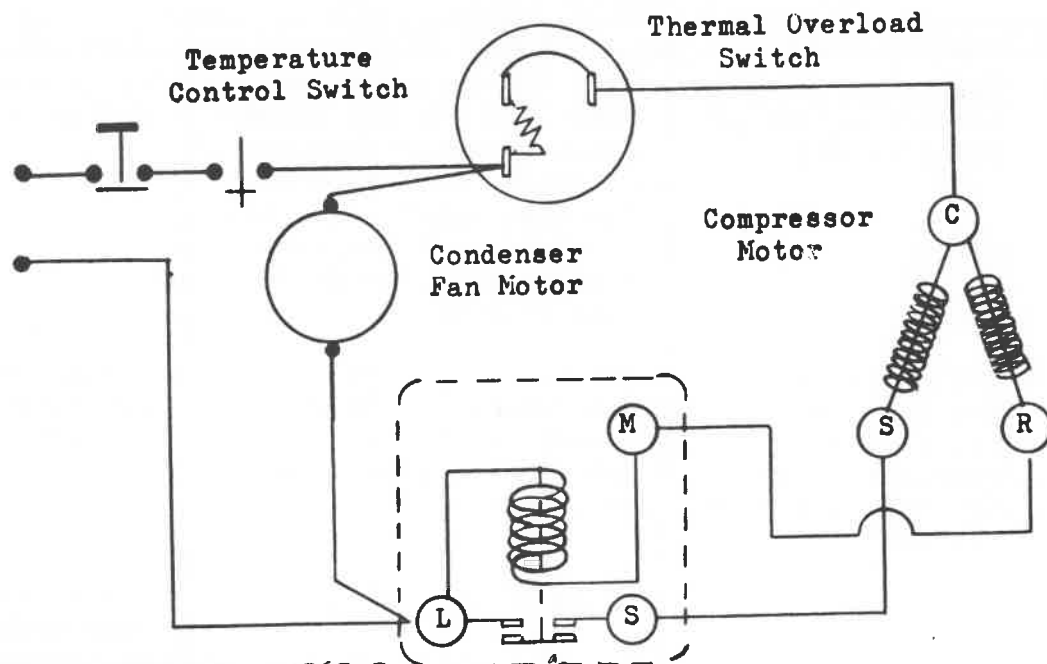 Thermal Overload
Switch
Temperature
Control Switch
C
Compressor
Motor
Condenser
Fan Motor
M
S
R
L
S